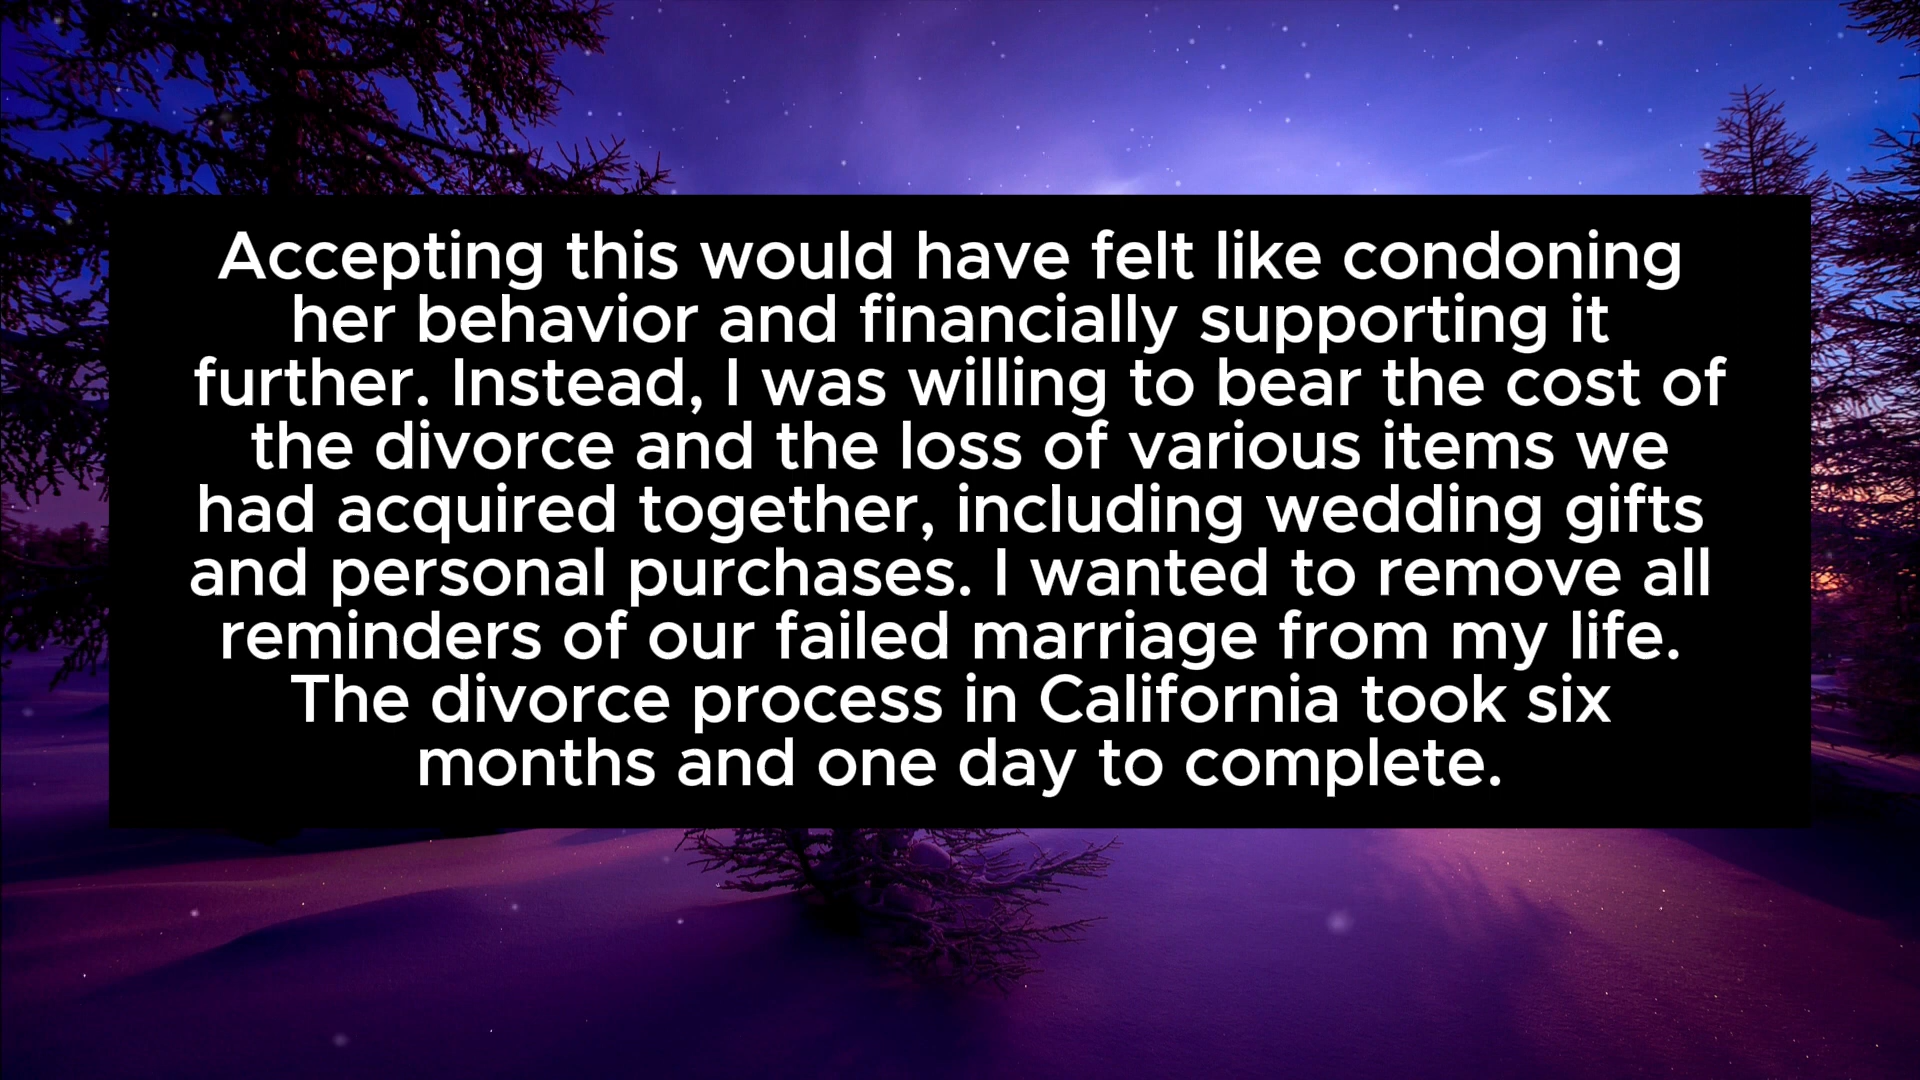 Accepting this would have felt like condoning
her behavior and financially supporting it
further. Instead, I was willing to bear the cost of
the divorce and the loss of various items we
had acquired together, including wedding gifts
and personal purchases. I wanted to remove all
reminders of our failed marriage from my life.
The divorce process in California took six
months and one day to complete.